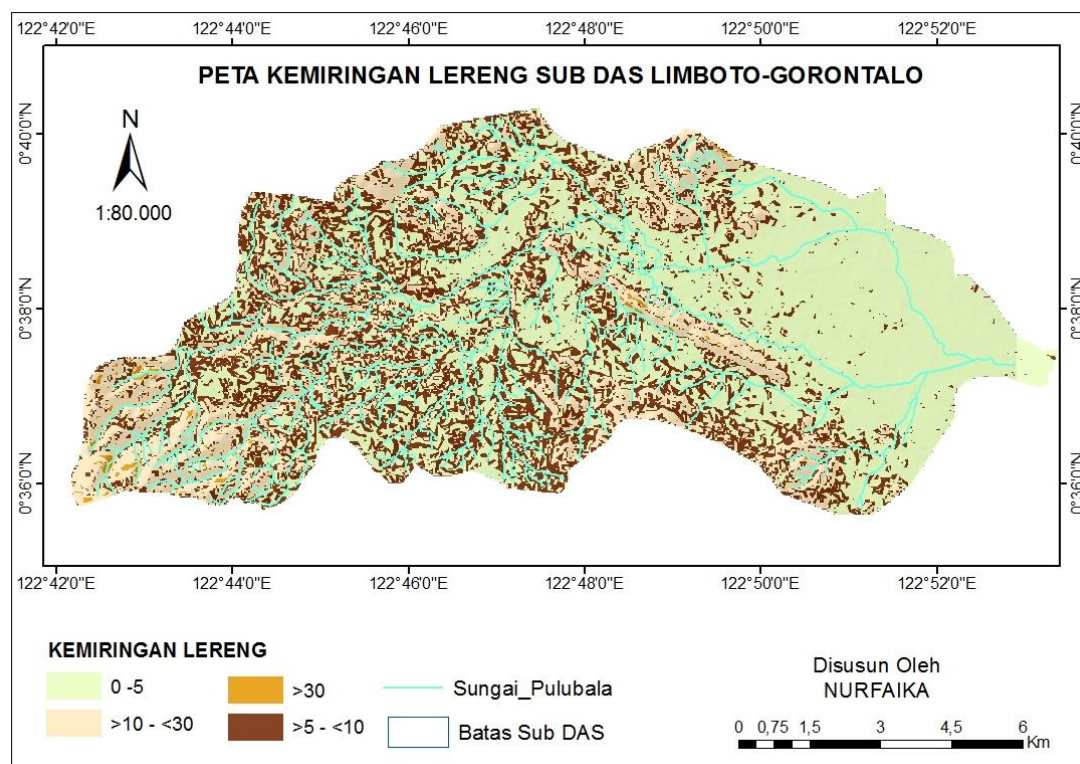 122°42'0"E 122°44'0"E 122°46'0"E 122°48'0"E 122°50'0"E 122°52'0"E
PETA KEMIRINGAN LERENG SUB DAS LIMBOTO-GORONTALO
0°40'0"N 0°40'0"N
N
1:80.000
0°38'0"N 0°38'0"N
0°36'0"N 0°36'0"N
122°42'0"E 122°44'0"E 122°46'0"E 122°48'0"E 122°50'0"E 122°52'0"E
KEMIRINGAN LERENG
0 -5 >30 Sungai_Pulubala
>10 - <30 >5 - <10 Batas Sub DAS
Disusun Oleh
NURFAIKA
0 0,75 1,5 3 4,5 6
Km